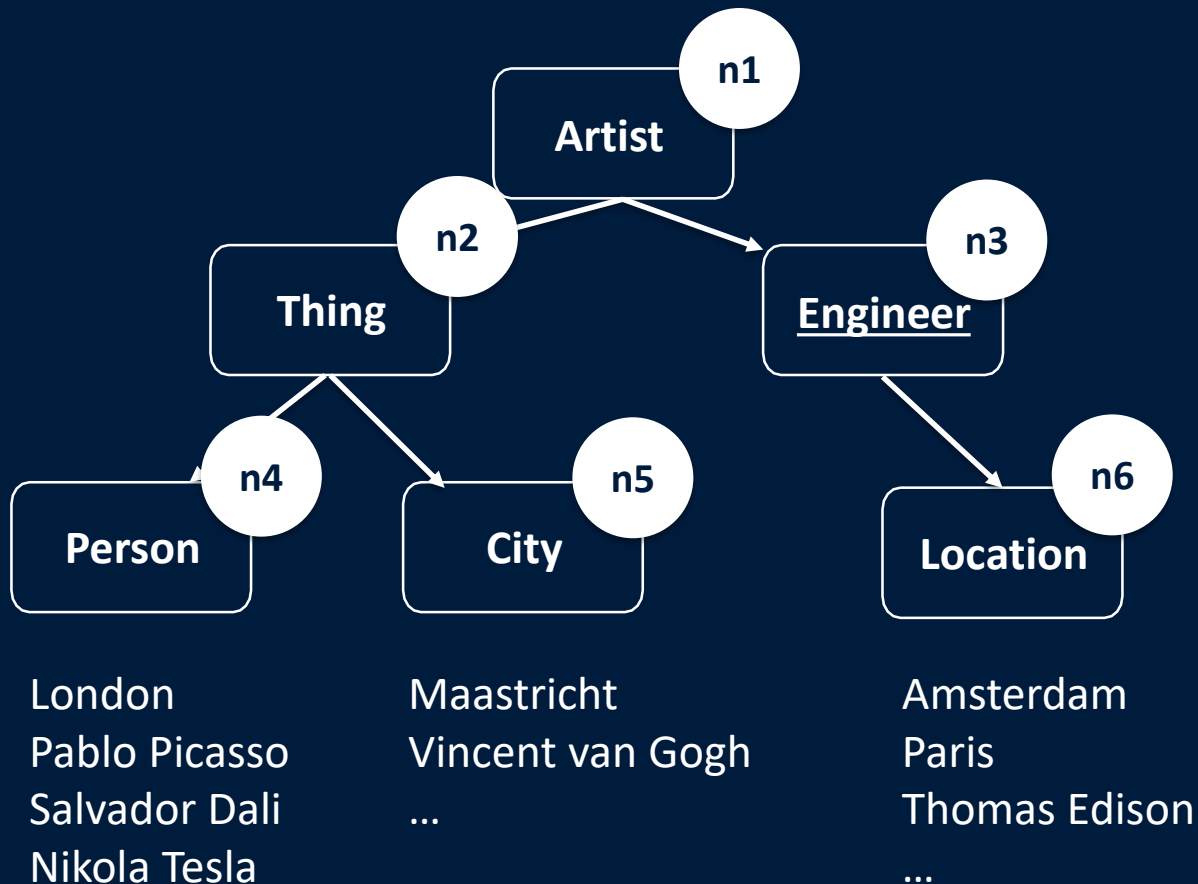 n1
Artist
n2
Thing
n3
Engineer
n4
Person
n5
City
n6
Location
London
Pablo Picasso
Salvador Dali
Nikola Tesla
Maastricht
Vincent van Gogh
...
Amsterdam
Paris
Thomas Edison
...